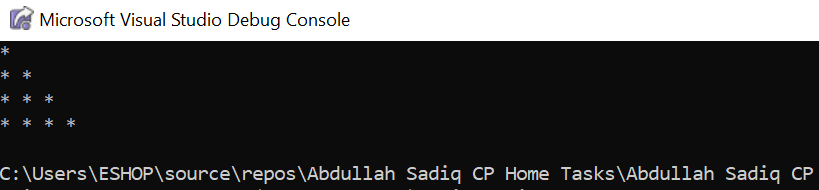 Microsoft Visual Studio Debug Console
*
* *
* * *
* * * *
C:\Users\ESHOP\source\repos\Abdullah Sadiq CP Home Tasks\Abdullah Sadiq CP